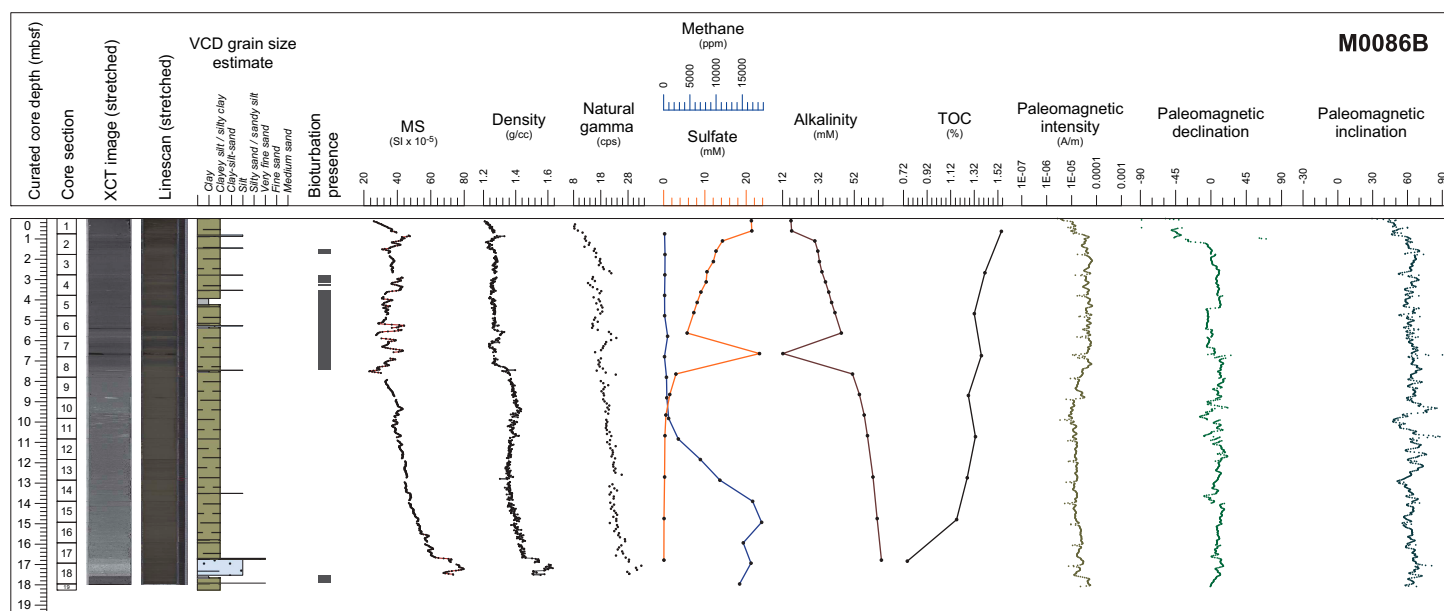 M0086B
Curated core depth (mbsf)
Core section
XCT image (stretched)
Linescan (stretched)
VCD grain size
estimate
Clay
Clayey silt / silty clay
Clay-silt-sand
Silt
Silty sand / sandy silt
Very fine sand
Fine sand
Medium sand
Bioturbation
presence
MS
(SI x 10-5)
20 40 60 80
Density
(g/cc)
1.2 1.4 1.6
Natural
gamma
(cps)
8 18 28
Methane
(ppm)
0 5000 10000 15000
Sulfate
(mM)
0 10 20
Alkalinity
(mM)
12 32 52
TOC
(%)
0.72 0.92 1.12 1.32 1.52
Paleomagnetic
intensity
(A/m)
1E-07 1E-06 1E-05 0.0001 0.001
Paleomagnetic
declination
-90 -45 0 45 90
Paleomagnetic
inclination
-30 0 30 60 90
0
1
2
3
4
5
6
7
8
9
10
11
12
13
14
15
16
17
18
19
1
2
3
4
5
6
7
8
9
10
11
12
13
14
15
16
17
18
19